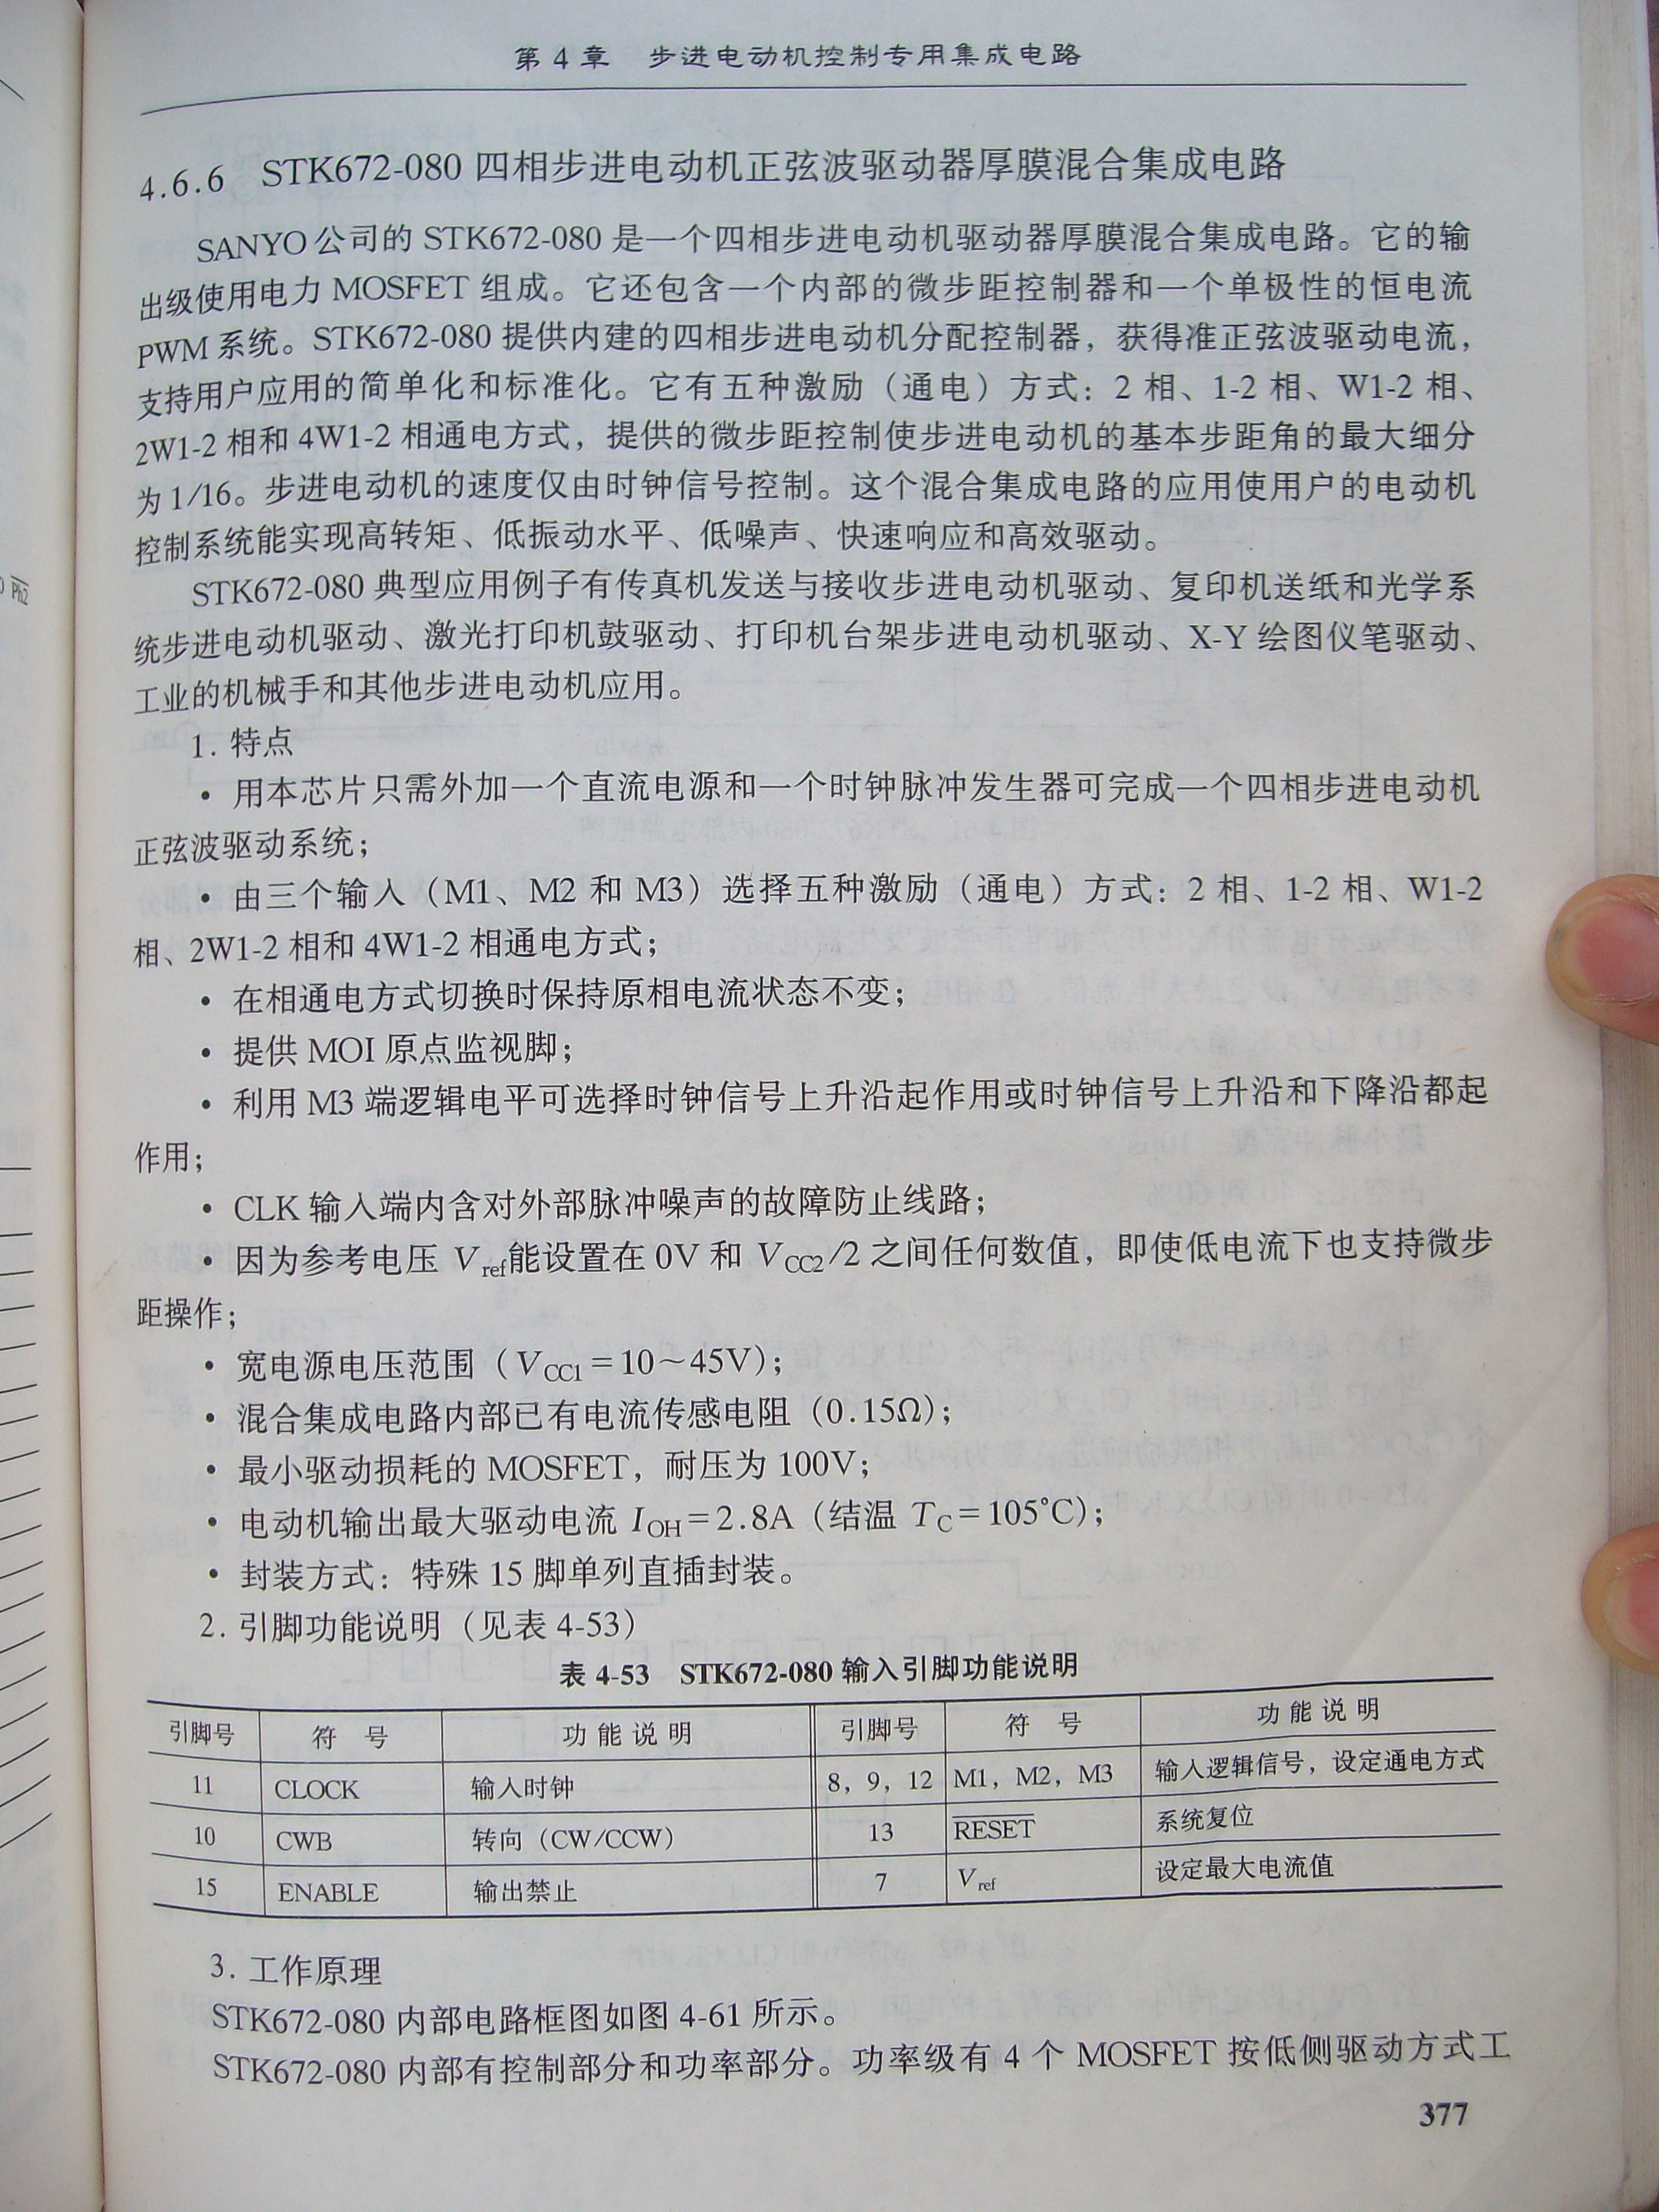 第4章　步进电动机控制专用集成电路
4.6.6　STK672-080 四相步进电动机正弦波驱动器厚膜混合集成电路
SANYO公司的 STK672-080 是一个四相步进电动机驱动器厚膜混合集成电路。它的输
出级使用电力 MOSFET 组成。它还包含一个内部的微步距控制器和一个单极性的恒电流
PWM 系统。STK672-080 提供内建的四相步进电动机分配控制器，获得准正弦波驱动电流，
支持用户应用的简单化和标准化。它有五种激励（通电）方式：2 相、1-2 相、W1-2 相、
2W1-2 相和 4W1-2 相通电方式，提供的微步距控制使步进电动机的基本步距角的最大细分
为 1/16。步进电动机的速度仅由时钟信号控制。这个混合集成电路的应用使用户的电动机
控制系统能实现高转矩、低振动水平、低噪声、快速响应和高效驱动。
STK672-080 典型应用例子有传真机发送与接收步进电动机驱动、复印机送纸和光学系
统步进电动机驱动、激光打印机鼓驱动、打印机台架步进电动机驱动、X-Y 绘图仪笔驱动、
工业的机械手和其他步进电动机应用。
1. 特点
• 用本芯片只需外加一个直流电源和一个时钟脉冲发生器可完成一个四相步进电动机
正弦波驱动系统；
• 由三个输入（M1、M2 和 M3）选择五种激励（通电）方式：2 相、1-2 相、W1-2
相、2W1-2 相和 4W1-2 相通电方式；
• 在相通电方式切换时保持原相电流状态不变；
• 提供 MOI 原点监视脚；
• 利用 M3 端逻辑电平可选择时钟信号上升沿起作用或时钟信号上升沿和下降沿都起
作用；
• CLK 输入端内含对外部脉冲噪声的故障防止线路；
• 因为参考电压 Vref能设置在 0V 和 VCC2/2 之间任何数值，即使低电流下也支持微步
距操作；
• 宽电源电压范围（VCC1=10～45V）；
• 混合集成电路内部已有电流传感电阻（0.15Ω）；
• 最小驱动损耗的 MOSFET，耐压为 100V；
• 电动机输出最大驱动电流 IOH=2.8A（结温 TC=105℃）；
• 封装方式：特殊 15 脚单列直插封装。
2. 引脚功能说明（见表 4-53）
表 4-53　STK672-080 输入引脚功能说明
引脚号　符　号　功 能 说 明　引脚号　符　号　功 能 说 明
11　CLOCK　输入时钟　8，9，12　M1，M2，M3　输入逻辑信号，设定通电方式
10　CWB　转向（CW/CCW）　13　RESET　系统复位
15　ENABLE　输出禁止　7　Vref　设定最大电流值
3. 工作原理
STK672-080 内部电路框图如图 4-61 所示。
STK672-080 内部有控制部分和功率部分。功率级有 4 个 MOSFET 按低侧驱动方式工
377
Ph2